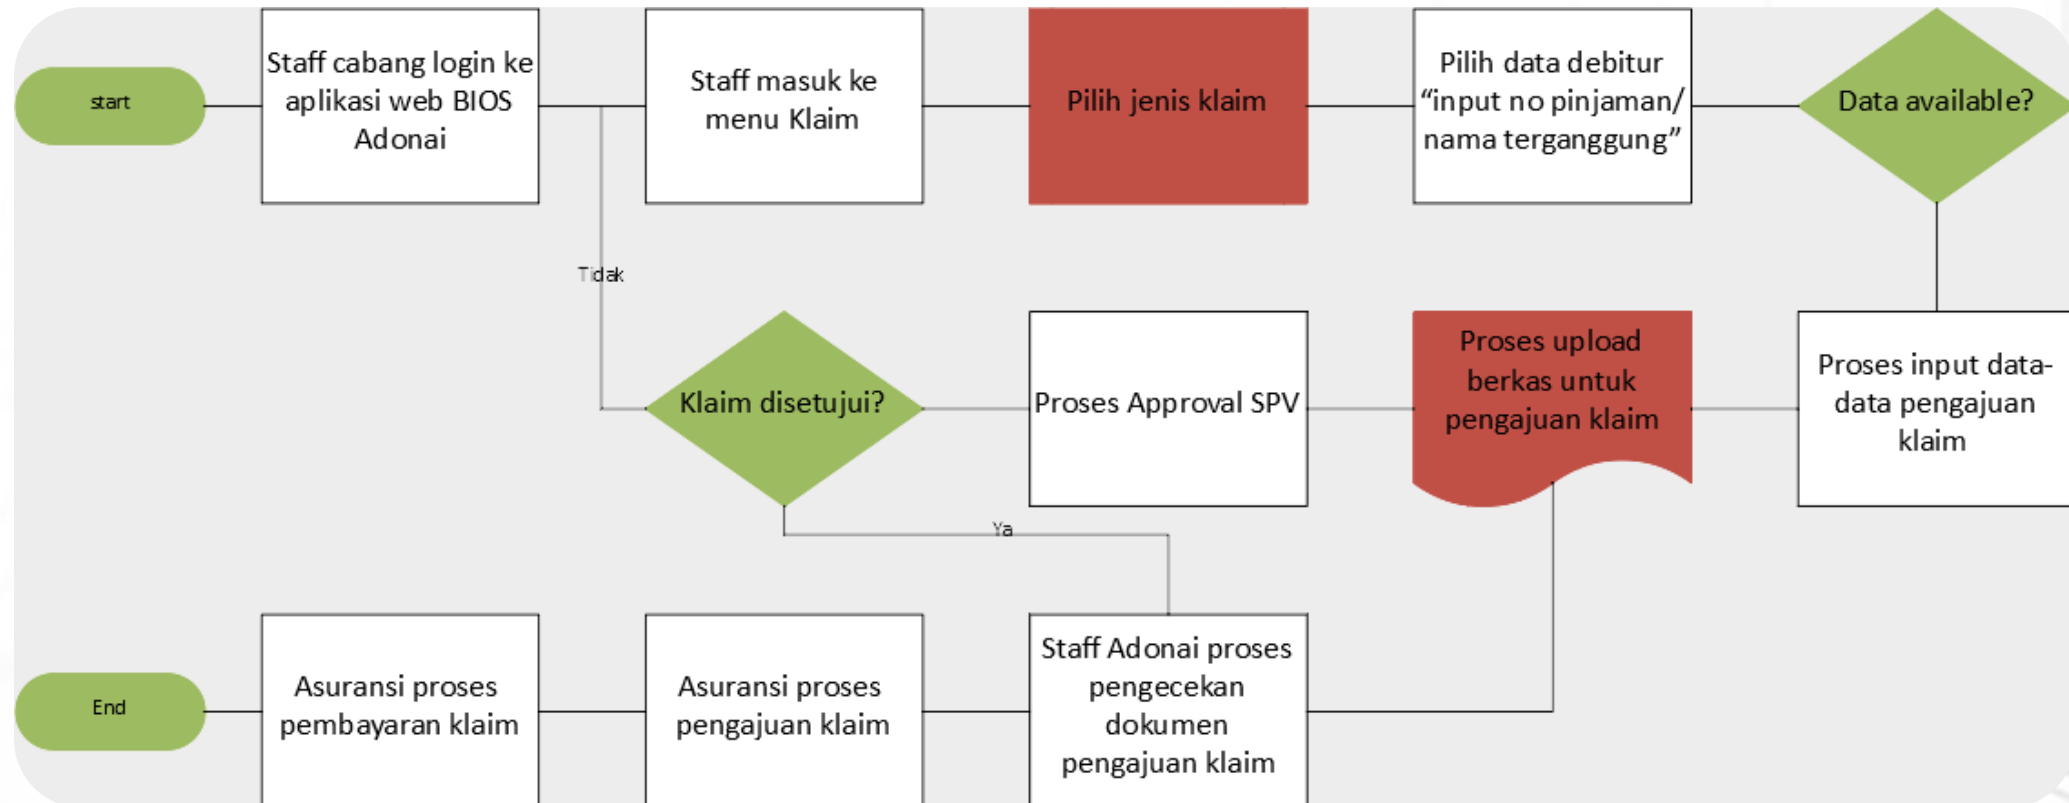 start
Staff cabang login ke
aplikasi web BIOS
Adonai
Staff masuk ke
menu Klaim
Pilih jenis klaim
Pilih data debitur
“input no pinjaman/
nama terganggung”
Data available?
Tidak
Klaim disetujui?
Proses Approval SPV
Proses upload
berkas untuk
pengajuan klaim
Proses input data-
data pengajuan
klaim
Ya
End
Asuransi proses
pembayaran klaim
Asuransi proses
pengajuan klaim
Staff Adonai proses
pengecekan
dokumen
pengajuan klaim